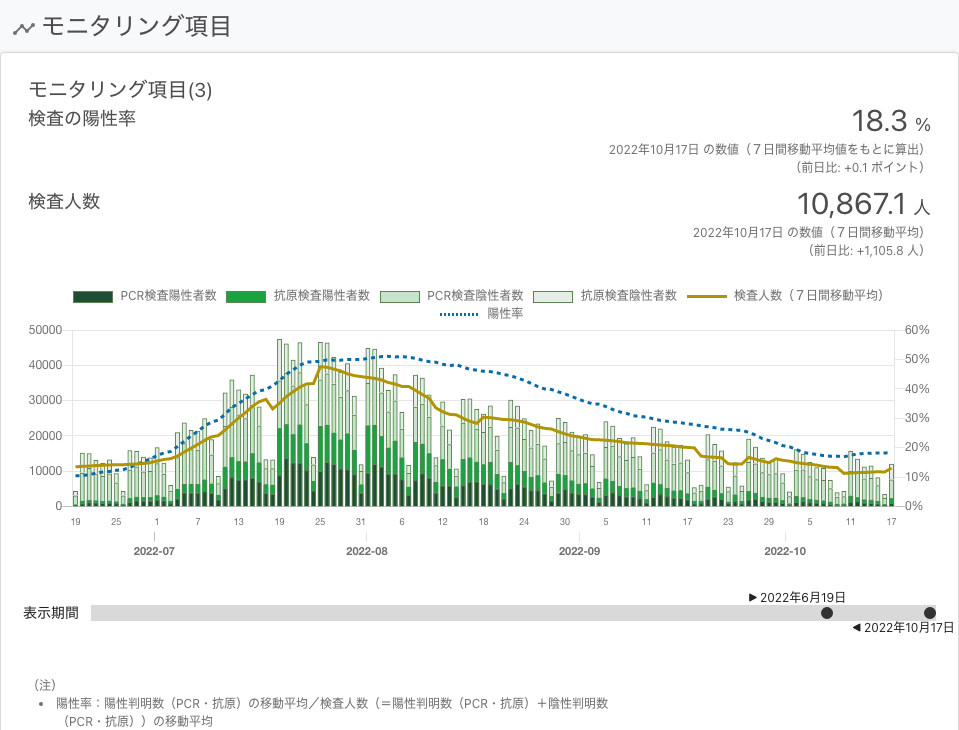 モニタリング項目
モニタリング項目(3)
検査の陽性率
18.3 %
2022年10月17日 の数値（７日間移動平均値をもとに算出）
（前日比: +0.1 ポイント）
検査人数
10,867.1 人
2022年10月17日 の数値（７日間移動平均）
（前日比: +1,105.8 人）
PCR検査陽性者数 抗原検査陽性者数 PCR検査陰性者数 抗原検査陰性者数 検査人数（７日間移動平均）
陽性率
50000 60%
50%
40000
40%
30000
30%
20000
20%
10000
10%
0 0%
19 25 1 7 13 19 25 31 6 12 18 24 30 5 11 17 23 29 5 11 17
2022-07 2022-08 2022-09 2022-10
►2022年6月19日
表示期間
◄2022年10月17日
（注）
• 陽性率：陽性判明数（PCR・抗原）の移動平均／検査人数（＝陽性判明数（PCR・抗原）＋陰性判明数
（PCR・抗原））の移動平均